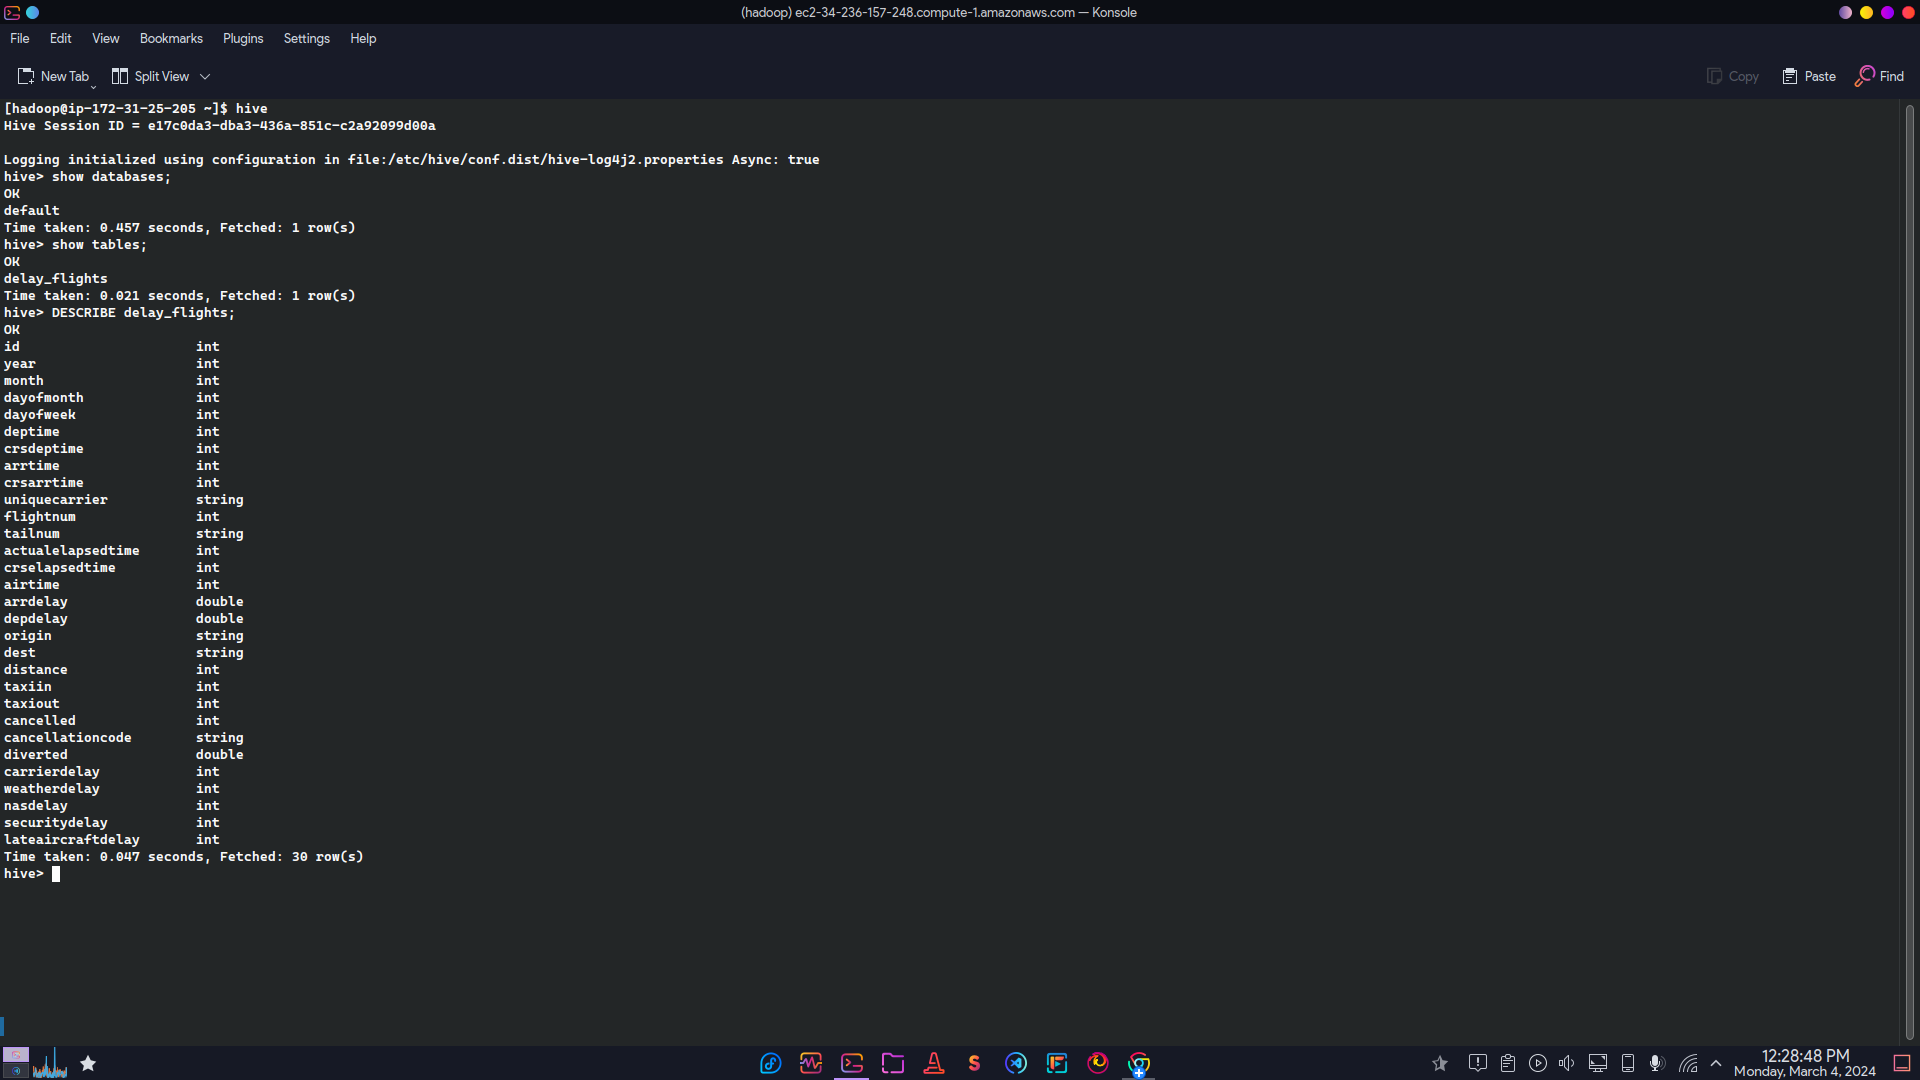 (hadoop) ec2-34-236-157-248.compute-1.amazonaws.com — Konsole
File Edit View Bookmarks Plugins Settings Help
New Tab Split View Copy Paste Find
[hadoop@ip-172-31-25-205 ~]$ hive
Hive Session ID = e17c0da3-dba3-436a-851c-c2a92099d00a
Logging initialized using configuration in file:/etc/hive/conf.dist/hive-log4j2.properties Async: true
hive> show databases;
OK
default
Time taken: 0.457 seconds, Fetched: 1 row(s)
hive> show tables;
OK
delay_flights
Time taken: 0.021 seconds, Fetched: 1 row(s)
hive> DESCRIBE delay_flights;
OK
id int
year int
month int
dayofmonth int
dayofweek int
deptime int
crsdeptime int
arrtime int
crsarrtime int
uniquecarrier string
flightnum int
tailnum string
actualelapsedtime int
crselapsedtime int
airtime int
arrdelay double
depdelay double
origin string
dest string
distance int
taxiin int
taxiout int
cancelled int
cancellationcode string
diverted double
carrierdelay int
weatherdelay int
nasdelay int
securitydelay int
lateaircraftdelay int
Time taken: 0.047 seconds, Fetched: 30 row(s)
hive>
12:28:48 PM
Monday, March 4, 2024